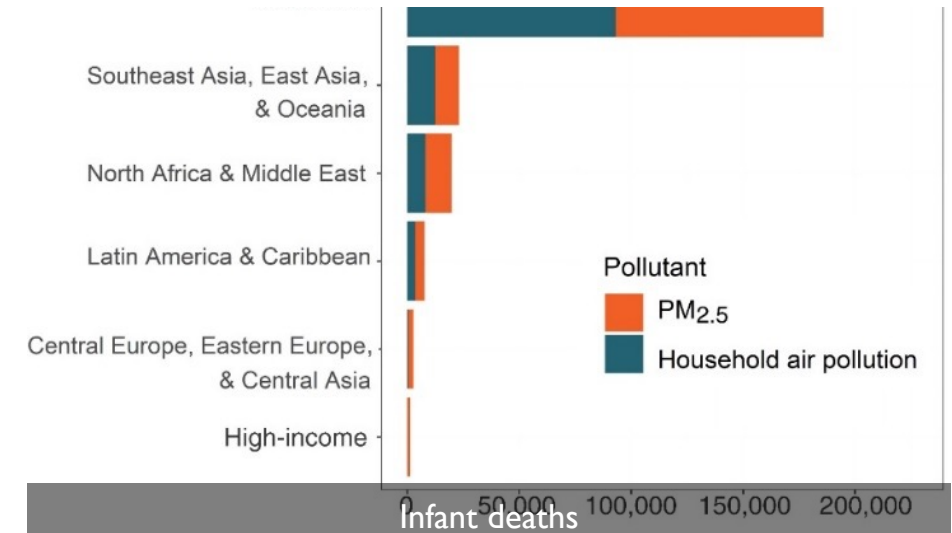 Southeast Asia, East Asia,
& Oceania
North Africa & Middle East
Latin America & Caribbean
Pollutant
PM2.5
Household air pollution
Central Europe, Eastern Europe,
& Central Asia
High-income
0 50,000 100,000 150,000 200,000
Infant deaths